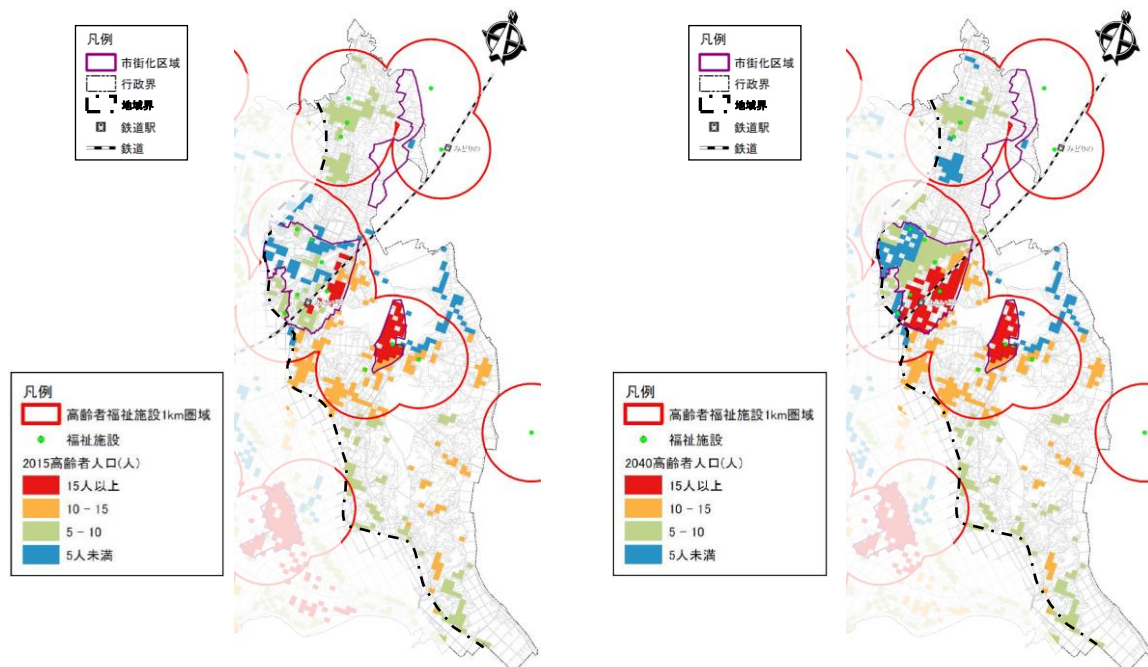 凡例
市街化区域
行政界
地域界
鉄道駅
鉄道
みどりの
凡例
高齢者福祉施設1km圏域
福祉施設
2015高齢者人口(人)
15人以上
10 - 15
5 - 10
5人未満
凡例
市街化区域
行政界
地域界
鉄道駅
鉄道
みどりの
凡例
高齢者福祉施設1km圏域
福祉施設
2040高齢者人口(人)
15人以上
10 - 15
5 - 10
5人未満